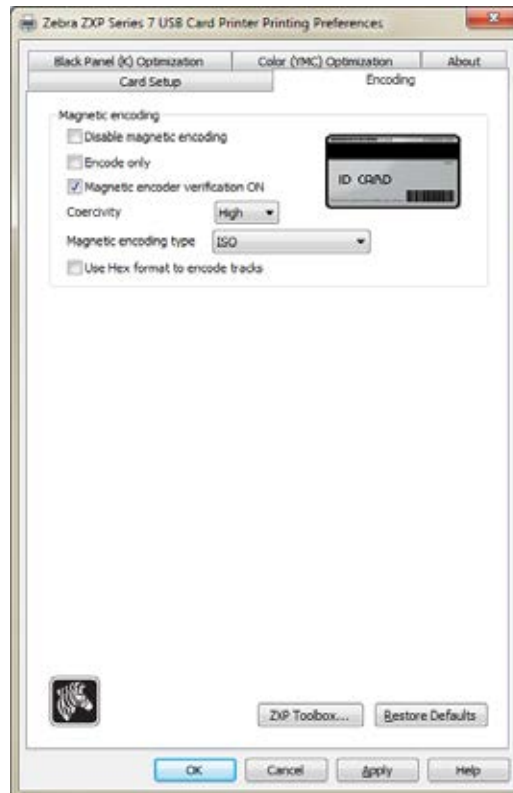 Zebra ZXP Series 7 USB Card Printer Printing Preferences
Black Panel (K) Optimization Color (YMC) Optimization About
Card Setup Encoding
Magnetic encoding
Disable magnetic encoding
Encode only
Magnetic encoder verification ON
ID CARD
Coercivity High
Magnetic encoding type ISO
Use Hex format to encode tracks
ZXP Toolbox... Restore Defaults
OK Cancel Apply Help